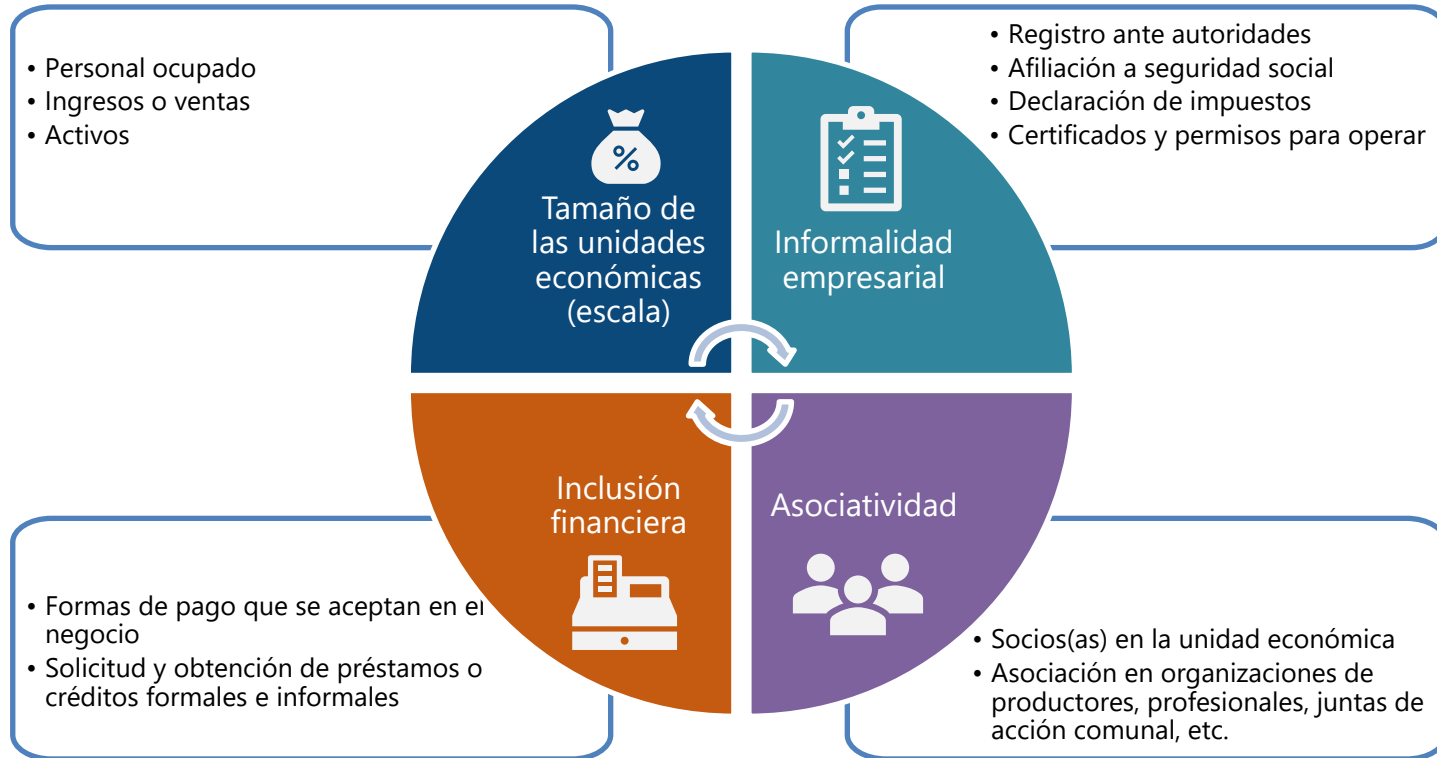 • Personal ocupado
• Ingresos o ventas
• Activos
• Registro ante autoridades
• Afiliación a seguridad social
• Declaración de impuestos
• Certificados y permisos para operar
%
Tamaño de
las unidades
económicas
(escala)
Informalidad
empresarial
Inclusión
financiera
Asociatividad
• Formas de pago que se aceptan en el
negocio
• Solicitud y obtención de préstamos o
créditos formales e informales
• Socios(as) en la unidad económica
• Asociación en organizaciones de
productores, profesionales, juntas de
acción comunal, etc.